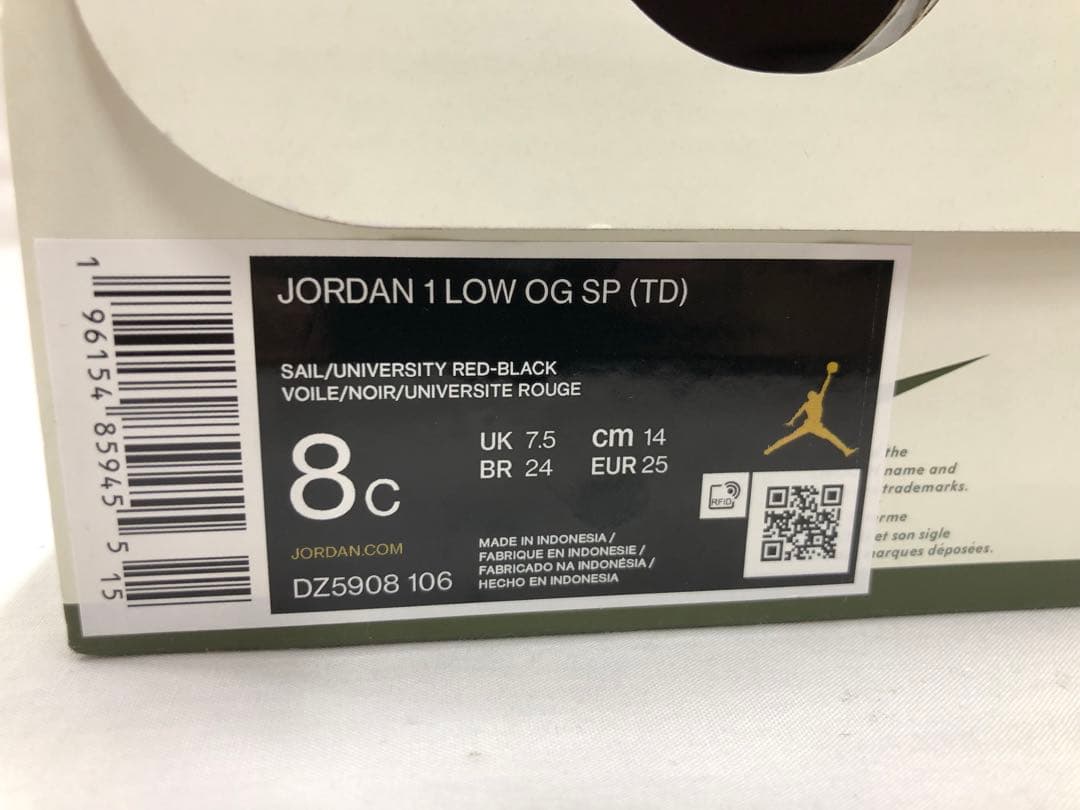 JORDAN 1 LOW OG SP (TD)
SAIL/UNIVERSITY RED-BLACK
VOILE/NOIR/UNIVERSITE ROUGE
8C
UK 7.5 cm 14
BR 24 EUR 25
RFID
JORDAN.COM
DZ5908 106
MADE IN INDONESIA /
FABRIQUE EN INDONESIE /
FABRICADO NA INDONÉSIA /
HECHO EN INDONESIA
1 96154 85945 5 15
the
name and
trademarks.
et son sigle
déposées.